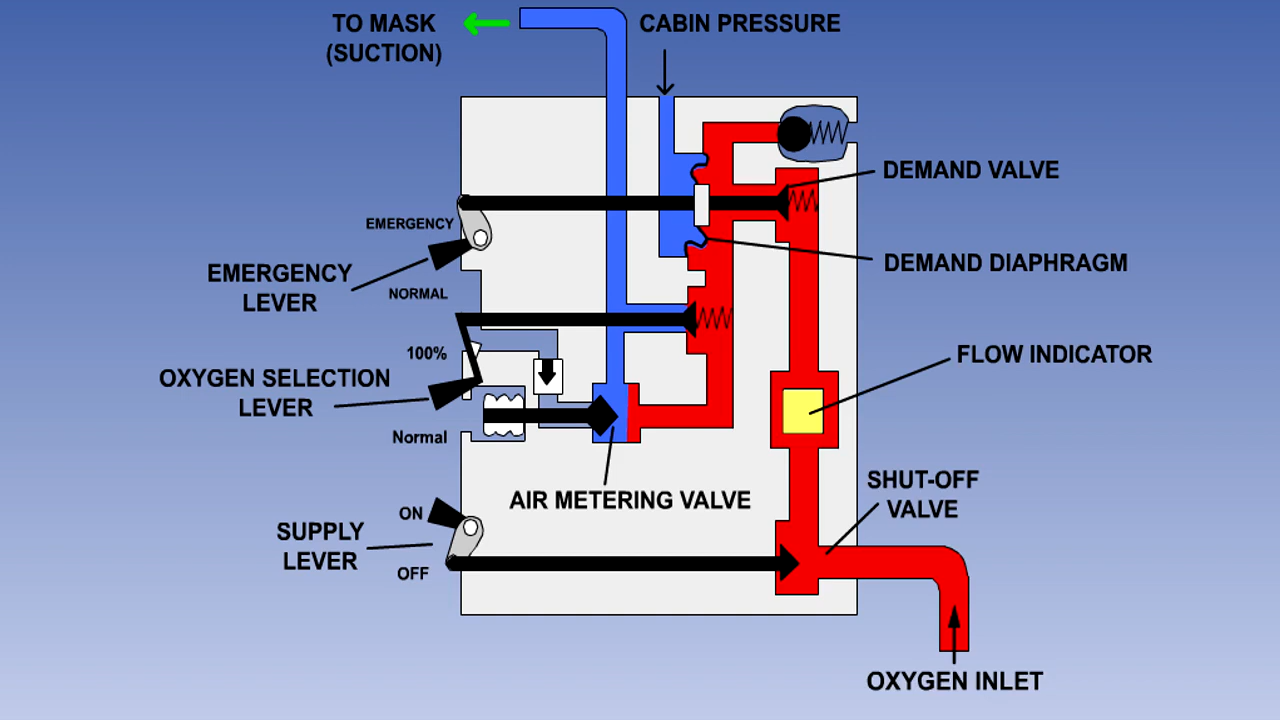 TO MASK
(SUCTION)
CABIN PRESSURE
DEMAND VALVE
EMERGENCY
EMERGENCY
LEVER
DEMAND DIAPHRAGM
NORMAL
100%
FLOW INDICATOR
OXYGEN SELECTION
LEVER
Normal
AIR METERING VALVE
SHUT-OFF
VALVE
ON
SUPPLY
LEVER
OFF
OXYGEN INLET